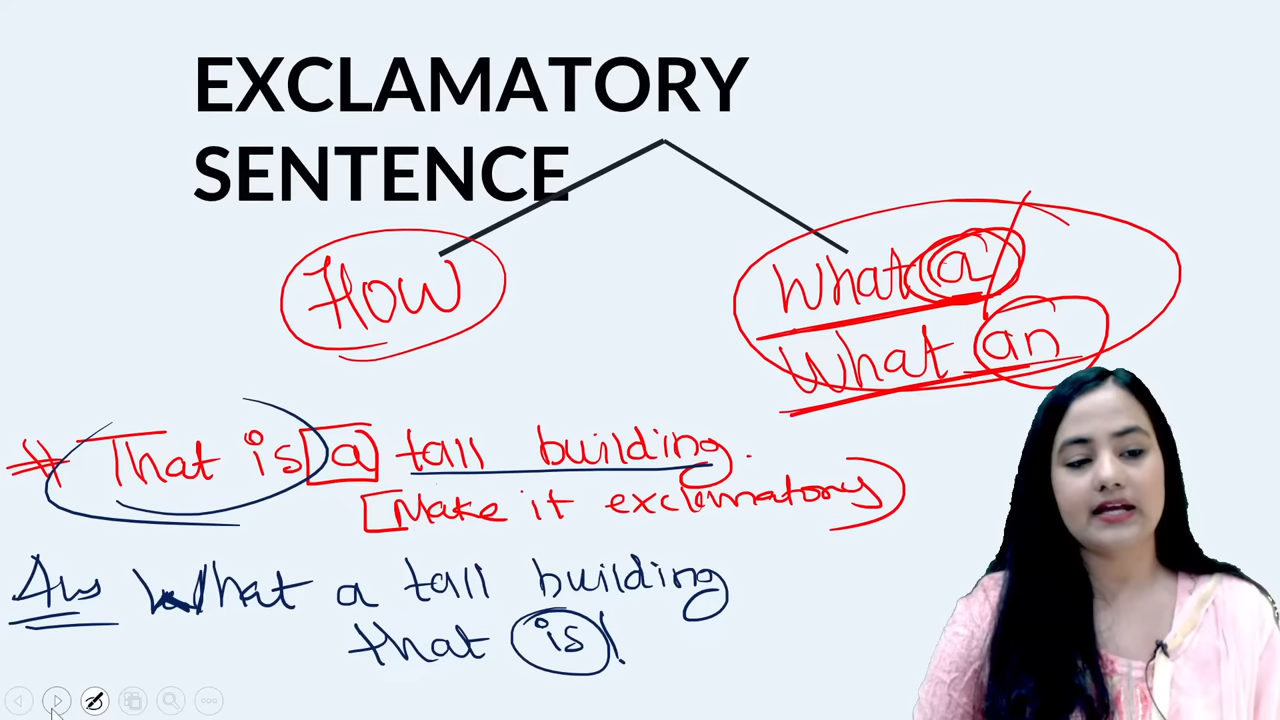 EXCLAMATORY
SENTENCE
How
What a
What an
That is a tall building.
[Make it exclamatory)
Ans What a tall building
that is!